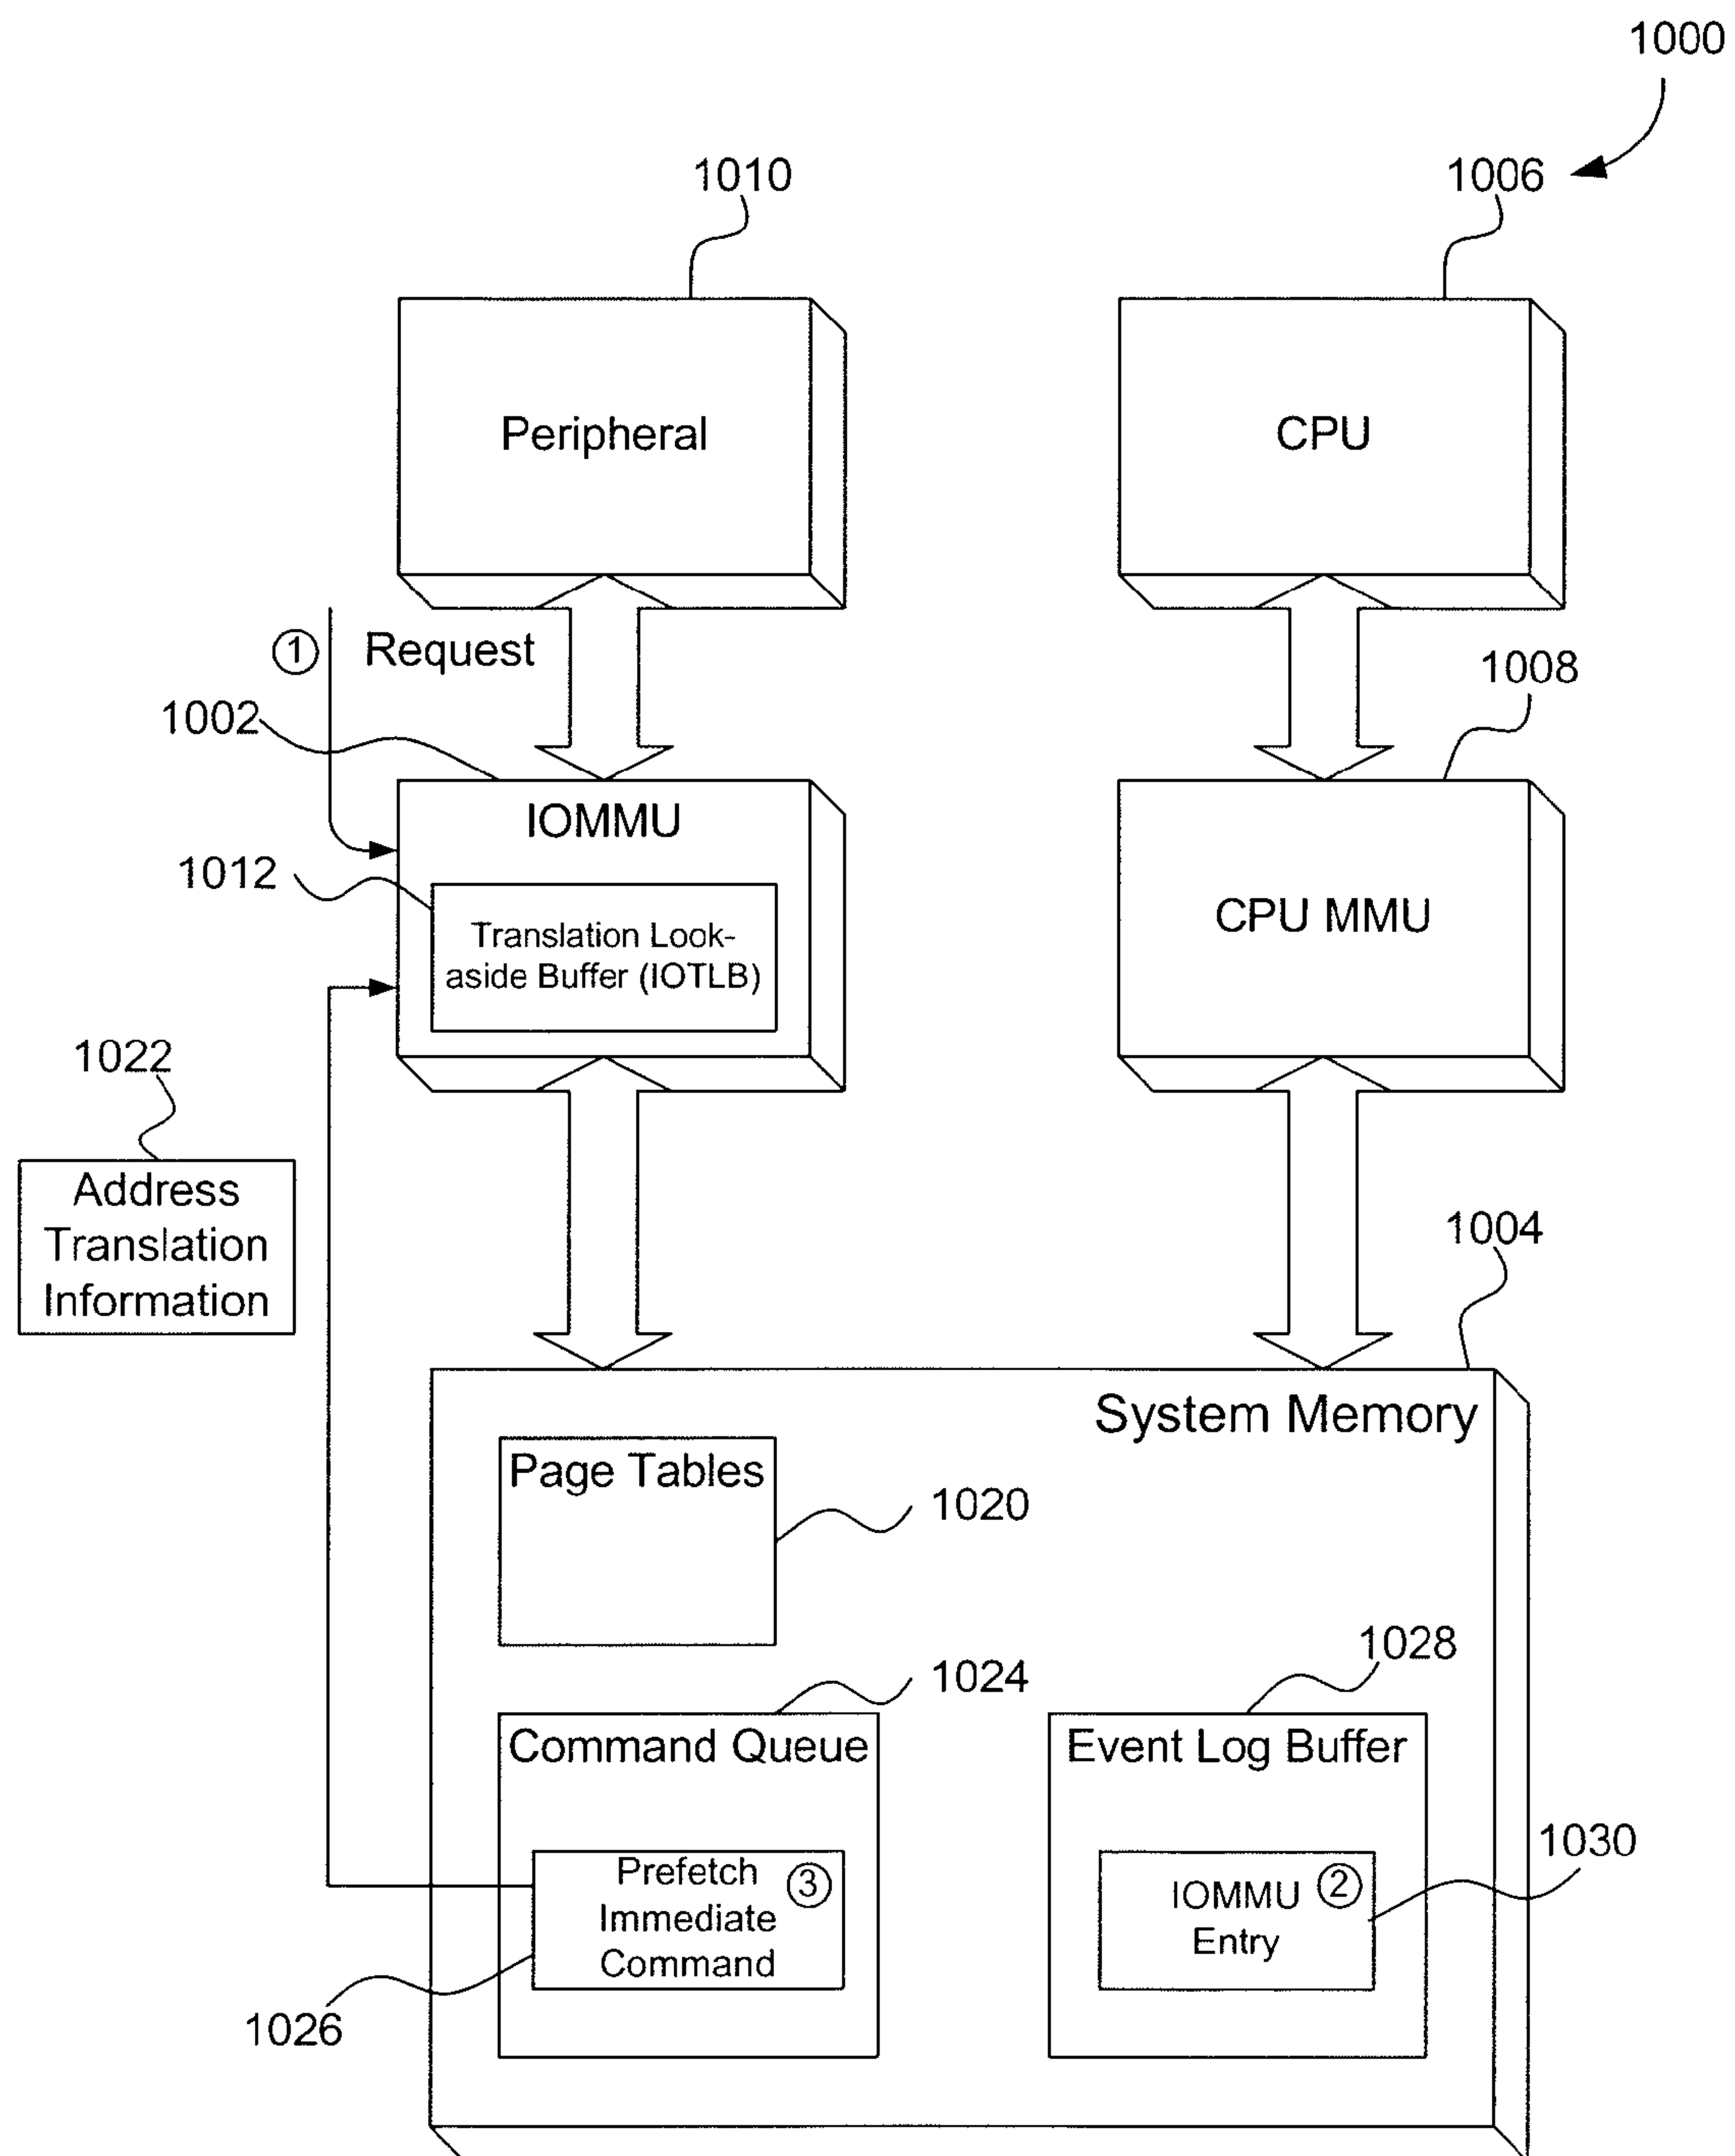 1000
1010
1006
Peripheral
CPU
① Request
1008
1002
IOMMU
1012
CPU MMU
Translation Look-
aside Buffer (IOTLB)
1022
Address
Translation
Information
1004
System Memory
Page Tables
1020
1024
1028
Command Queue
Event Log Buffer
1030
Prefetch ③
Immediate
Command
IOMMU ②
Entry
1026